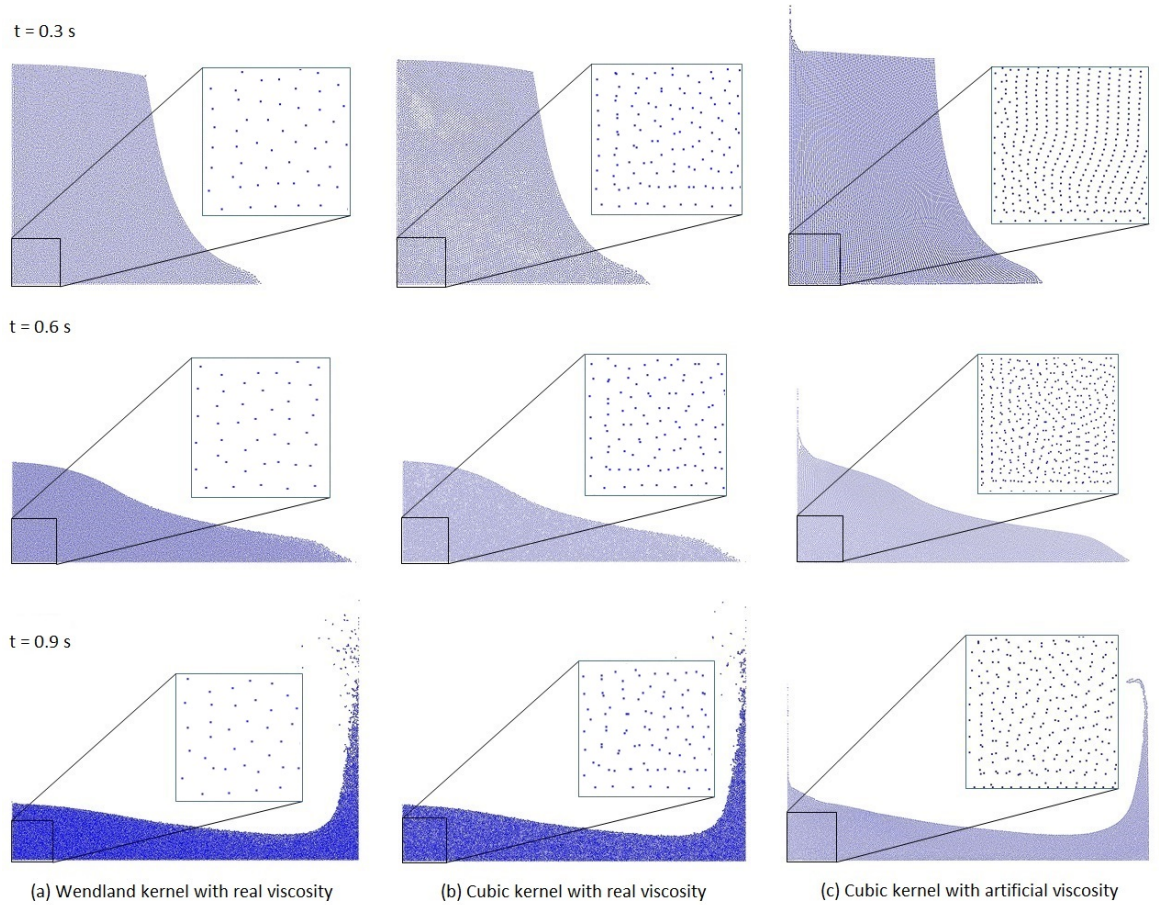 t = 0.3 s
t = 0.6 s
t = 0.9 s
(a) Wendland kernel with real viscosity
(b) Cubic kernel with real viscosity
(c) Cubic kernel with artificial viscosity